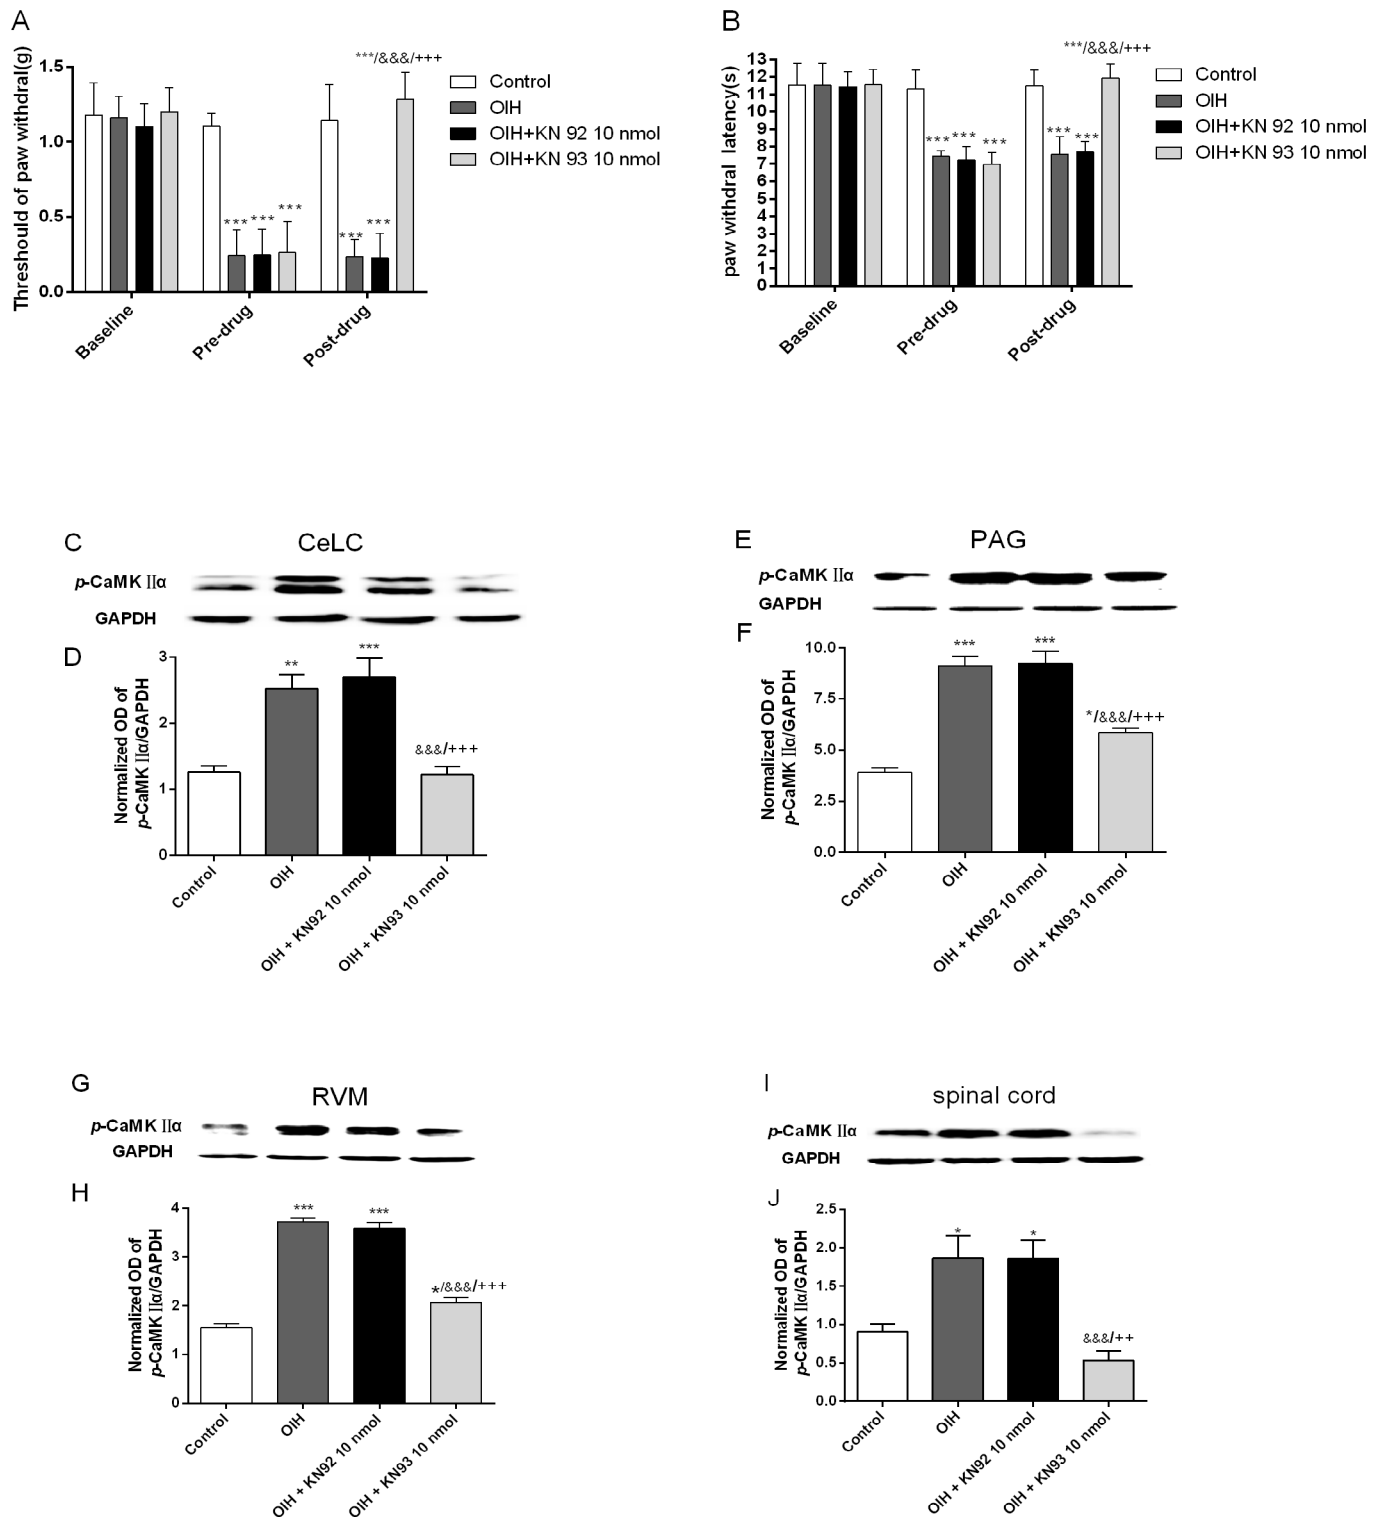 A
***/&&&/+++
Threshould of paw withdral(g)
1.5
1.0
0.5
0.0
*** *** ***
*** ***
Baseline
Pre-drug
Post-drug
Control
OIH
OIH+KN 92 10 nmol
OIH+KN 93 10 nmol
B
***/&&&/+++
paw withdral latency(s)
13
12
11
10
9
8
7
6
5
4
3
2
1
0
*** *** ***
*** ***
Baseline
Pre-drug
Post-drug
Control
OIH
OIH+KN 92 10 nmol
OIH+KN 93 10 nmol
C
CeLC
p-CaMK IIα
GAPDH
D
Normalized OD of
p-CaMK IIα/GAPDH
3
2
1
0
**
***
&&&/+++
Control
OIH
OIH + KN92 10 nmol
OIH + KN93 10 nmol
E
PAG
p-CaMK IIα
GAPDH
F
Normalized OD of
p-CaMK IIα/GAPDH
10.0
7.5
5.0
2.5
0.0
***
***
*/&&&/+++
Control
OIH
OIH + KN92 10 nmol
OIH + KN93 10 nmol
G
RVM
p-CaMK IIα
GAPDH
H
Normalized OD of
p-CaMK IIα/GAPDH
4
3
2
1
0
***
***
*/&&&/+++
Control
OIH
OIH + KN92 10 nmol
OIH + KN93 10 nmol
I
spinal cord
p-CaMK IIα
GAPDH
J
Normalized OD of
p-CaMK IIα/GAPDH
2.5
2.0
1.5
1.0
0.5
0.0
*
*
&&&/++
Control
OIH
OIH + KN92 10 nmol
OIH + KN93 10 nmol